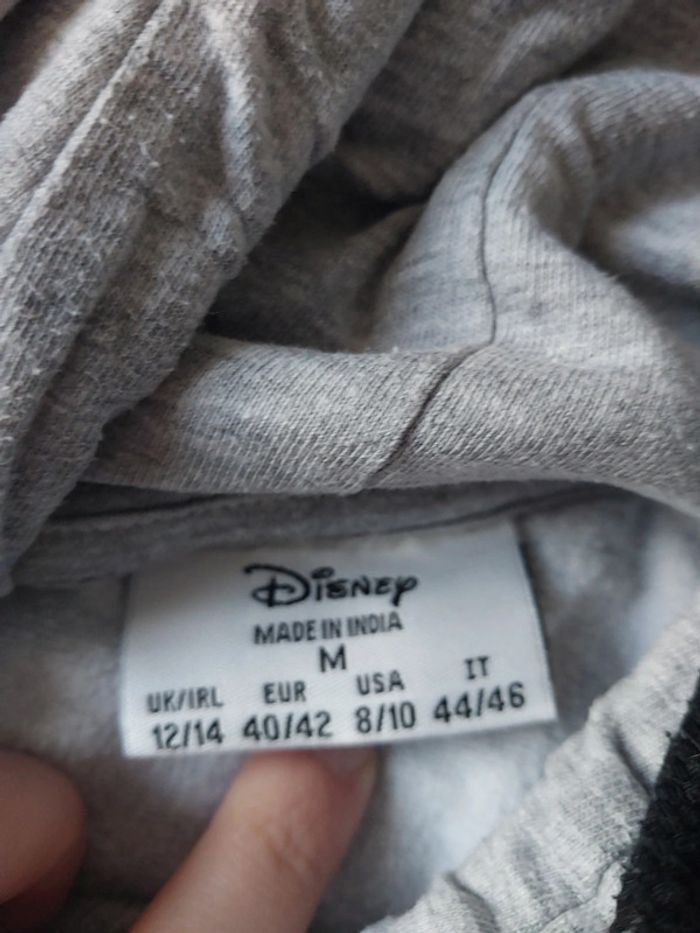 Disney
MADE IN INDIA
M
UK/IRL EUR USA IT
12/14 40/42 8/10 44/46